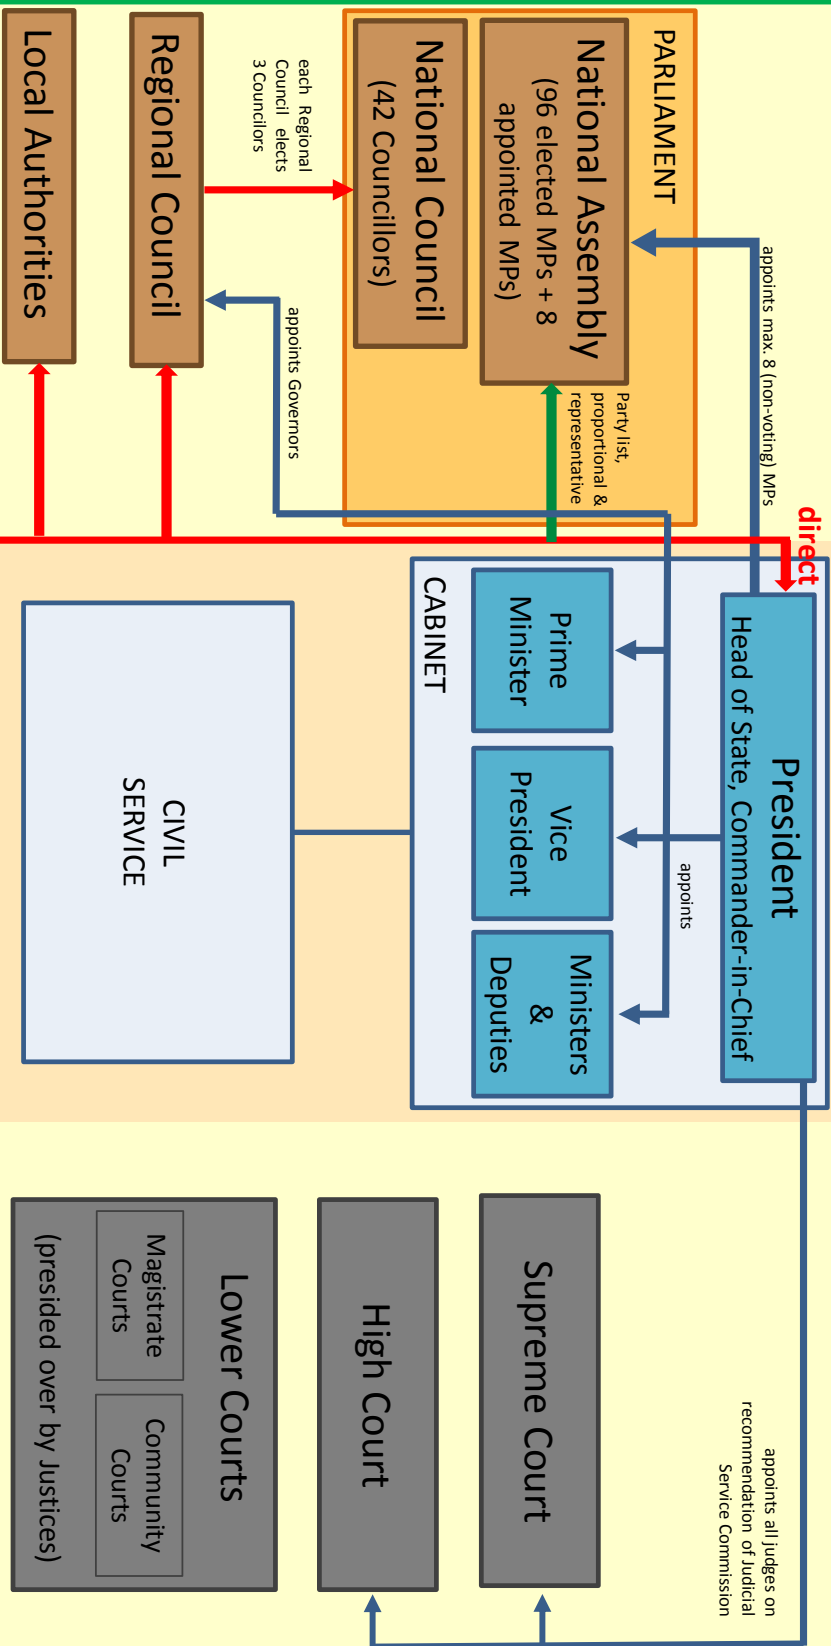 direct
PARLIAMENT
National Assembly
(96 elected MPs + 8
appointed MPs)
National Council
(42 Councillors)
appoints max. 8 (non-voting) MPs
Party list,
proportional &
representative
each Regional
Council elects
3 Councilors
Regional Council
appoints Governors
Local Authorities
President
Head of State, Commander-in-Chief
appoints
Prime
Minister
Vice
President
Ministers
&
Deputies
CABINET
CIVIL
SERVICE
appoints all judges on
recommendation of Judicial
Service Commission
Supreme Court
High Court
Lower Courts
Magistrate
Courts
Community
Courts
(presided over by Justices)